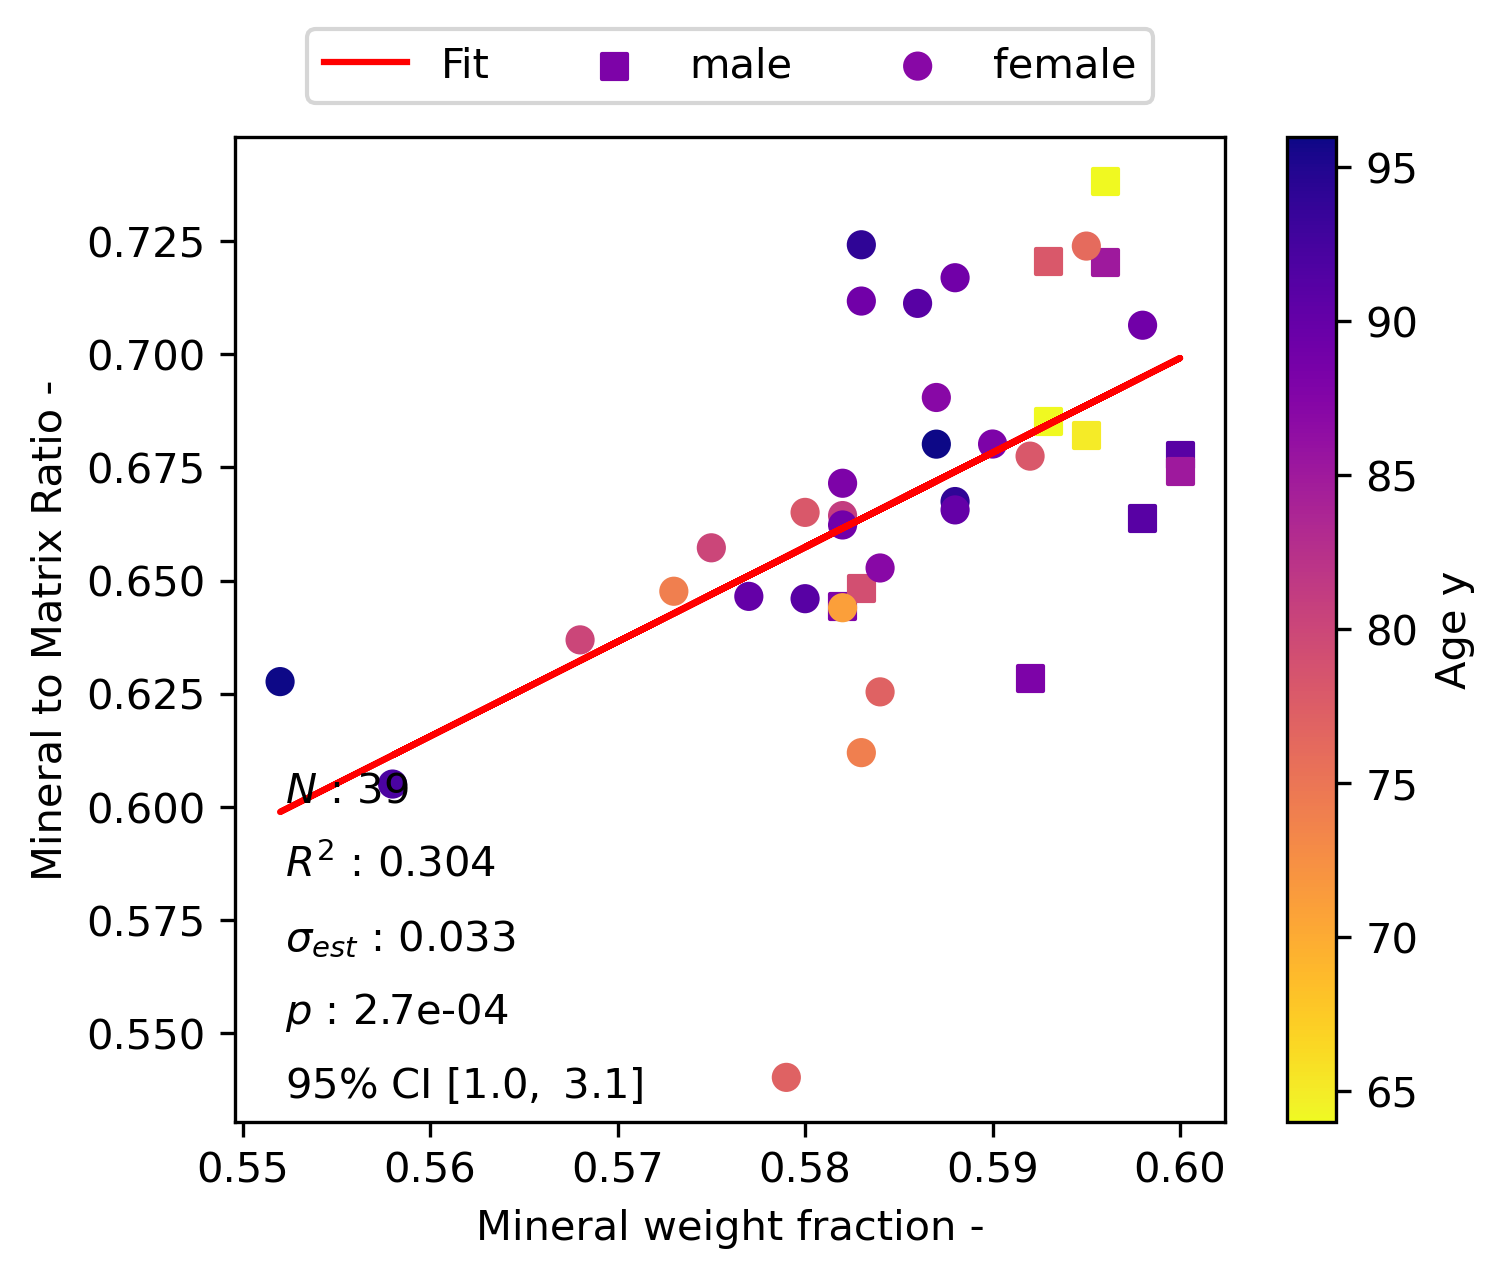 Fit male female
0.725
0.700
0.675
0.650
0.625
0.600
0.575
0.550
Mineral to Matrix Ratio -
N : 39
R² : 0.304
σest : 0.033
p : 2.7e-04
95% CI [1.0, 3.1]
0.55 0.56 0.57 0.58 0.59 0.60
Mineral weight fraction -
95
90
85
80
75
70
65
Age y